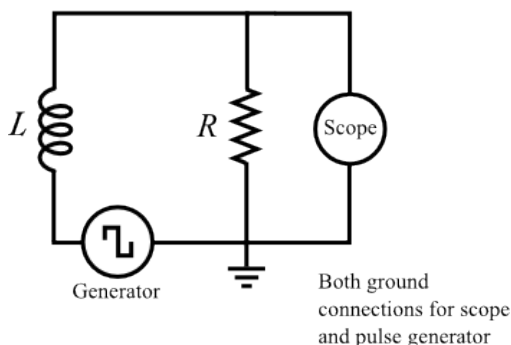 L
R
Scope
Generator
Both ground
connections for scope
and pulse generator